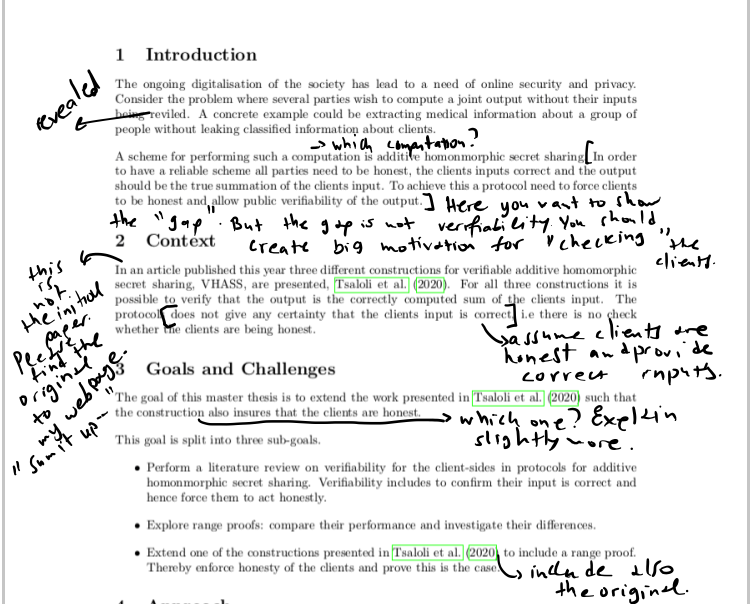 1 Introduction
revealed
The ongoing digitalisation of the society has lead to a need of online security and privacy.
Consider the problem where several parties wish to compute a joint output without their inputs
being reviled. A concrete example could be extracting medical information about a group of
people without leaking classified information about clients.
→ which computation?
A scheme for performing such a computation is additive homonmorphic secret sharing.[In order
to have a reliable scheme all parties need to be honest, the clients inputs correct and the output
should be the true summation of the clients input. To achieve this a protocol need to force clients
to be honest and allow public verifiability of the output.] Here you want to show
the "gap". But the gap is not verifiability. You should
create big motivation for "checking" the
clients.
2 Context
this
is
not
the initial
paper.
Please
find the
original
to
my webpage.
"Sum it up..."
In an article published this year three different constructions for verifiable additive homomorphic
secret sharing, VHASS, are presented, Tsaloli et al. (2020). For all three constructions it is
possible to verify that the output is the correctly computed sum of the clients input. The
protocol [does not give any certainty that the clients input is correct] i.e there is no check
whether the clients are being honest.
assume clients are
honest and provide
correct inputs.
3 Goals and Challenges
The goal of this master thesis is to extend the work presented in Tsaloli et al. (2020) such that
the construction also insures that the clients are honest.
→ which one? Explain
slightly more.
This goal is split into three sub-goals.
• Perform a literature review on verifiability for the client-sides in protocols for additive
homonmorphic secret sharing. Verifiability includes to confirm their input is correct and
hence force them to act honestly.
• Explore range proofs: compare their performance and investigate their differences.
• Extend one of the constructions presented in Tsaloli et al. (2020) to include a range proof.
Thereby enforce honesty of the clients and prove this is the case.
→ include also
the original.
4 Approach